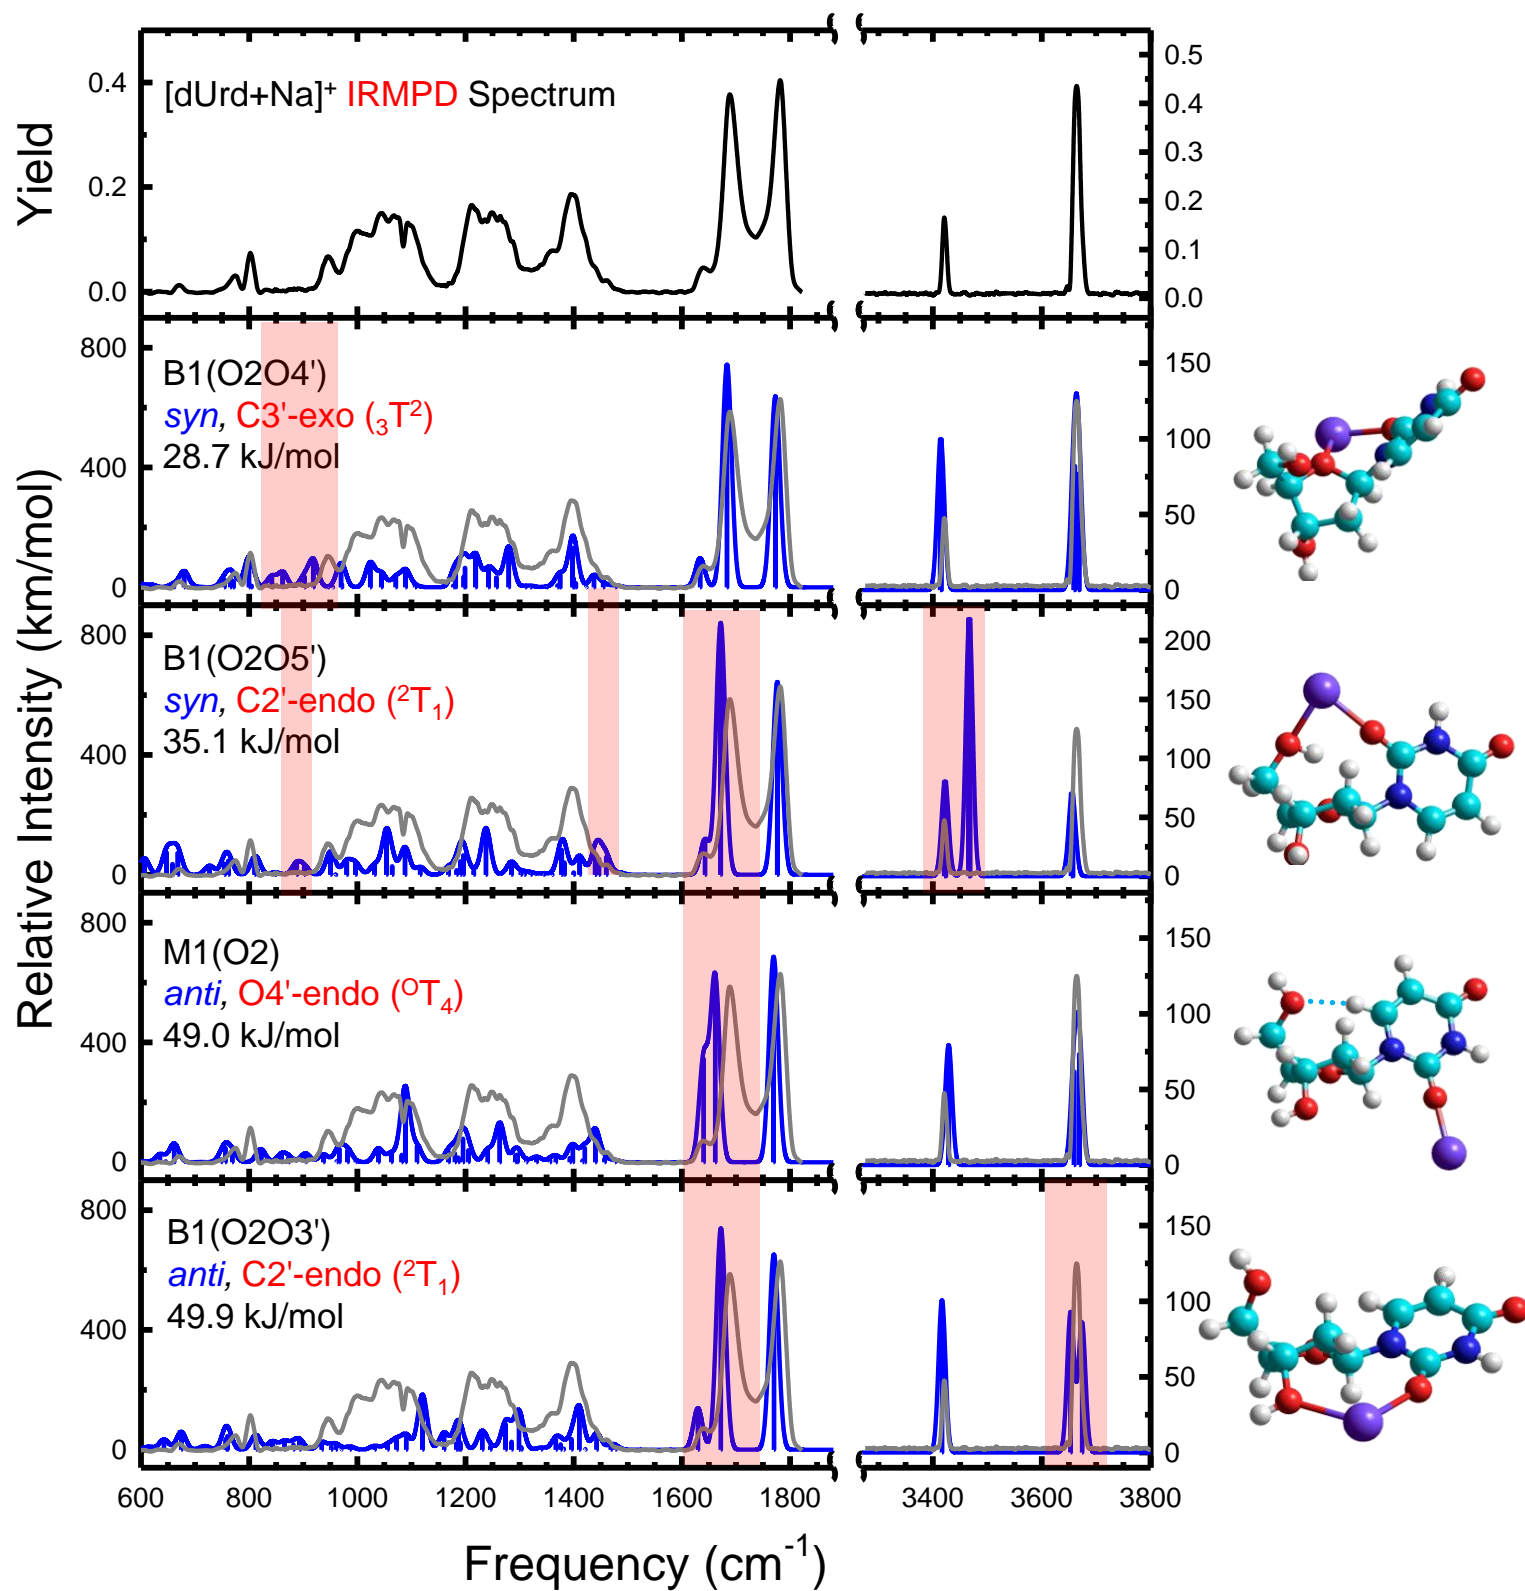 [dUrd+Na]⁺ IRMPD Spectrum
Yield
0.4
0.2
0.0
0.5
0.4
0.3
0.2
0.1
0.0
Relative Intensity (km/mol)
B1(O2O4')
syn, C3'-exo (₃T²)
28.7 kJ/mol
800
400
0
150
100
50
0
B1(O2O5')
syn, C2'-endo (²T₁)
35.1 kJ/mol
800
400
0
200
150
100
50
0
M1(O2)
anti, O4'-endo (ᴼT₄)
49.0 kJ/mol
800
400
0
150
100
50
0
B1(O2O3')
anti, C2'-endo (²T₁)
49.9 kJ/mol
800
400
0
150
100
50
0
600 800 1000 1200 1400 1600 1800 3400 3600 3800
Frequency (cm⁻¹)